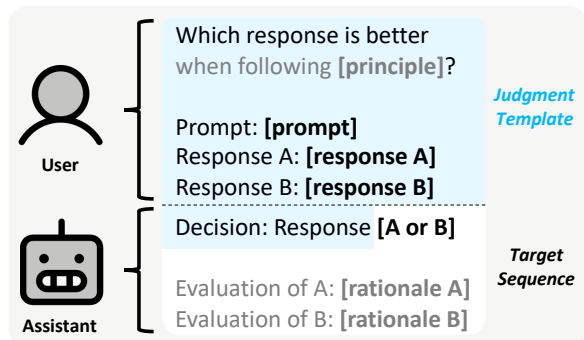 Which response is better
when following [principle]?
Judgment
Template
Prompt: [prompt]
Response A: [response A]
Response B: [response B]
User
Decision: Response [A or B]
Target
Sequence
Evaluation of A: [rationale A]
Evaluation of B: [rationale B]
Assistant